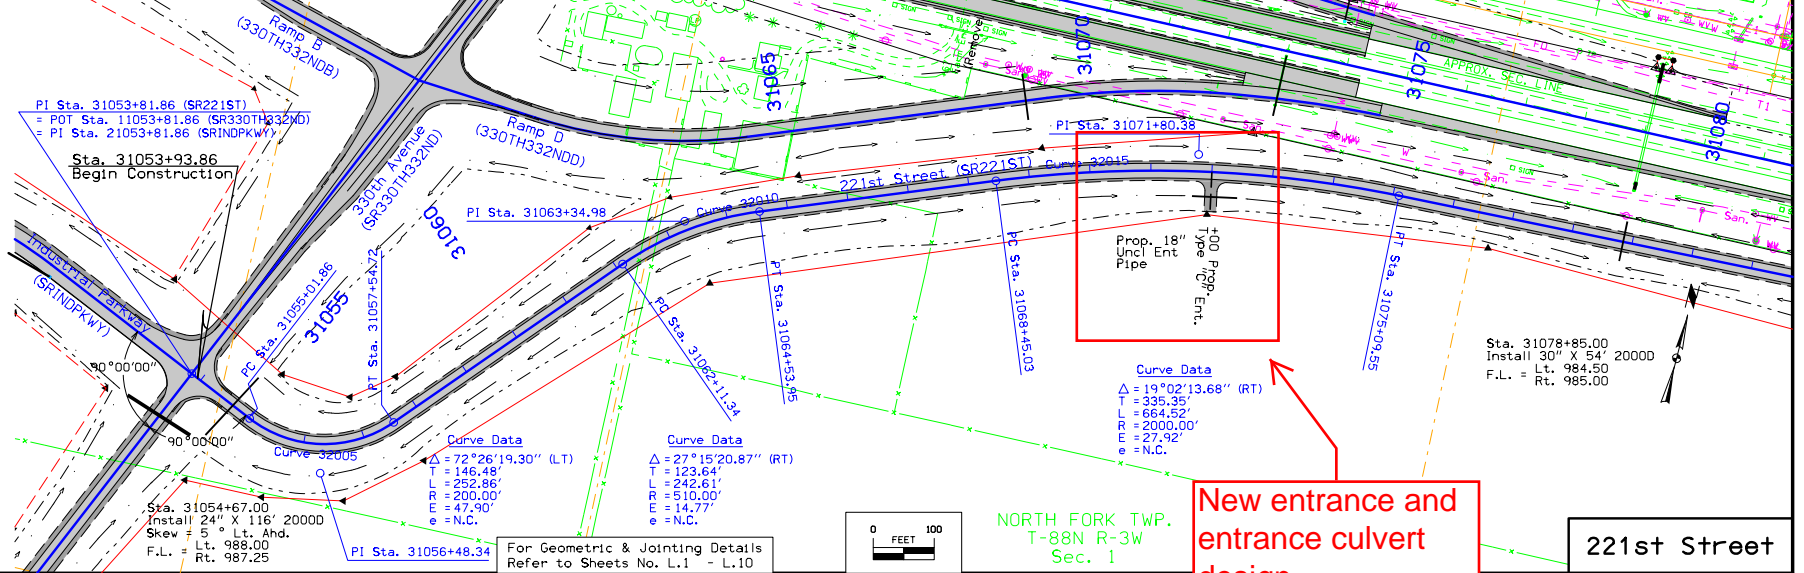 Ramp B
(330TH332NDB)
PI Sta. 31053+81.86 (SR221ST)
= POT Sta. 11053+81.86 (SR330TH332ND)
= PI Sta. 21053+81.86 (SRINDPKWY)
Sta. 31053+93.86
Begin Construction
330th Avenue
(SR330TH332ND)
Ramp D
(330TH332NDD)
31065
Remove
31070
31075
APPROX. SEC. LINE
31080
SIGN
SIGN
SIGN
SIGN
FO
T1
T1
San.
San.
San.
W
PI Sta. 31071+80.38
221st Street (SR221ST)
Curve 32015
Curve 32010
PI Sta. 31063+34.98
31060
31055
Industrial Parkway
(SRINDPKWY)
PC Sta. 31055+01.86
PT Sta. 31057+54.72
PC Sta. 31062+11.34
PT Sta. 31064+53.95
PC Sta. 31068+45.03
PT Sta. 31075+09.55
Prop. 18"
Uncl Ent
Pipe
+00 Prop.
Type "C" Ent.
90°00'00"
90°00'00"
Curve 32005
Curve Data
Δ = 72°26'19.30" (LT)
T = 146.48'
L = 252.86'
R = 200.00'
E = 47.90'
e = N.C.
Curve Data
Δ = 27°15'20.87" (RT)
T = 123.64'
L = 242.61'
R = 510.00'
E = 14.77'
e = N.C.
Curve Data
Δ = 19°02'13.68" (RT)
T = 335.35'
L = 664.52'
R = 2000.00'
E = 27.92'
e = N.C.
Sta. 31078+85.00
Install 30" X 54' 2000D
F.L. = Lt. 984.50
Rt. 985.00
Sta. 31054+67.00
Install 24" X 116' 2000D
Skew = 5 ° Lt. Ahd.
F.L. = Lt. 988.00
Rt. 987.25
PI Sta. 31056+48.34
For Geometric & Jointing Details
Refer to Sheets No. L.1 - L.10
0 100
FEET
NORTH FORK TWP.
T-88N R-3W
Sec. 1
New entrance and
entrance culvert
design
221st Street